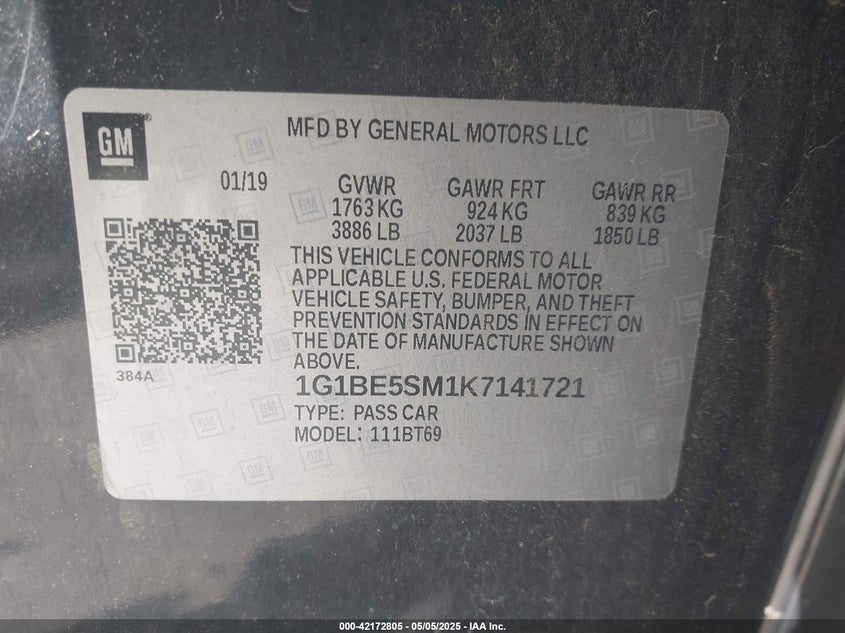 GM
MFD BY GENERAL MOTORS LLC
01/19
GVWR
1763 KG
3886 LB
GAWR FRT
924 KG
2037 LB
GAWR RR
839 KG
1850 LB
THIS VEHICLE CONFORMS TO ALL
APPLICABLE U.S. FEDERAL MOTOR
VEHICLE SAFETY, BUMPER, AND THEFT
PREVENTION STANDARDS IN EFFECT ON
THE DATE OF MANUFACTURE SHOWN
ABOVE.
384A
1G1BE5SM1K7141721
TYPE: PASS CAR
MODEL: 111BT69
000-42172805 - 05/05/2025 - IAA Inc.